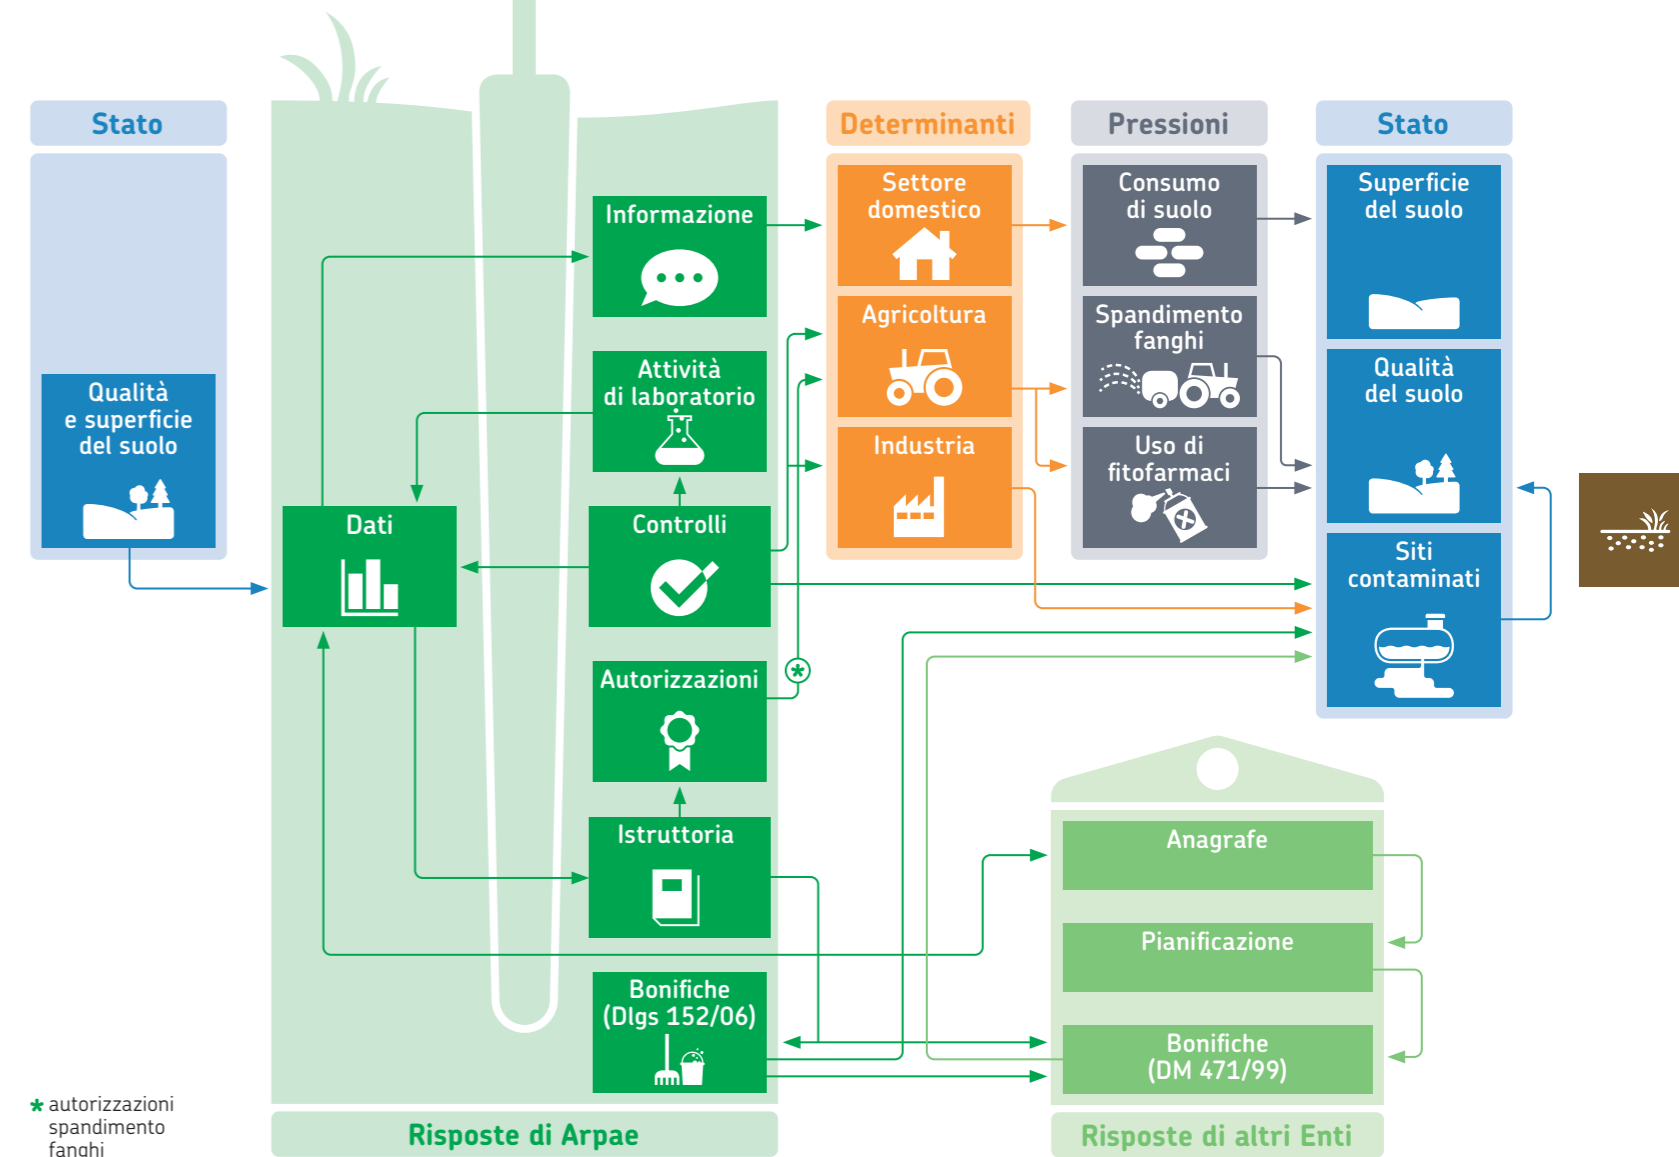 Stato
Qualità
e superficie
del suolo
Dati
Informazione
Attività
di laboratorio
Controlli
Autorizzazioni
Istruttoria
Bonifiche
(Dlgs 152/06)
Risposte di Arpae
Determinanti
Settore
domestico
Agricoltura
Industria
*
Pressioni
Consumo
di suolo
Spandimento
fanghi
Uso di
fitofarmaci
Stato
Superficie
del suolo
Qualità
del suolo
Siti
contaminati
Anagrafe
Pianificazione
Bonifiche
(DM 471/99)
Risposte di altri Enti
* autorizzazioni
spandimento
fanghi